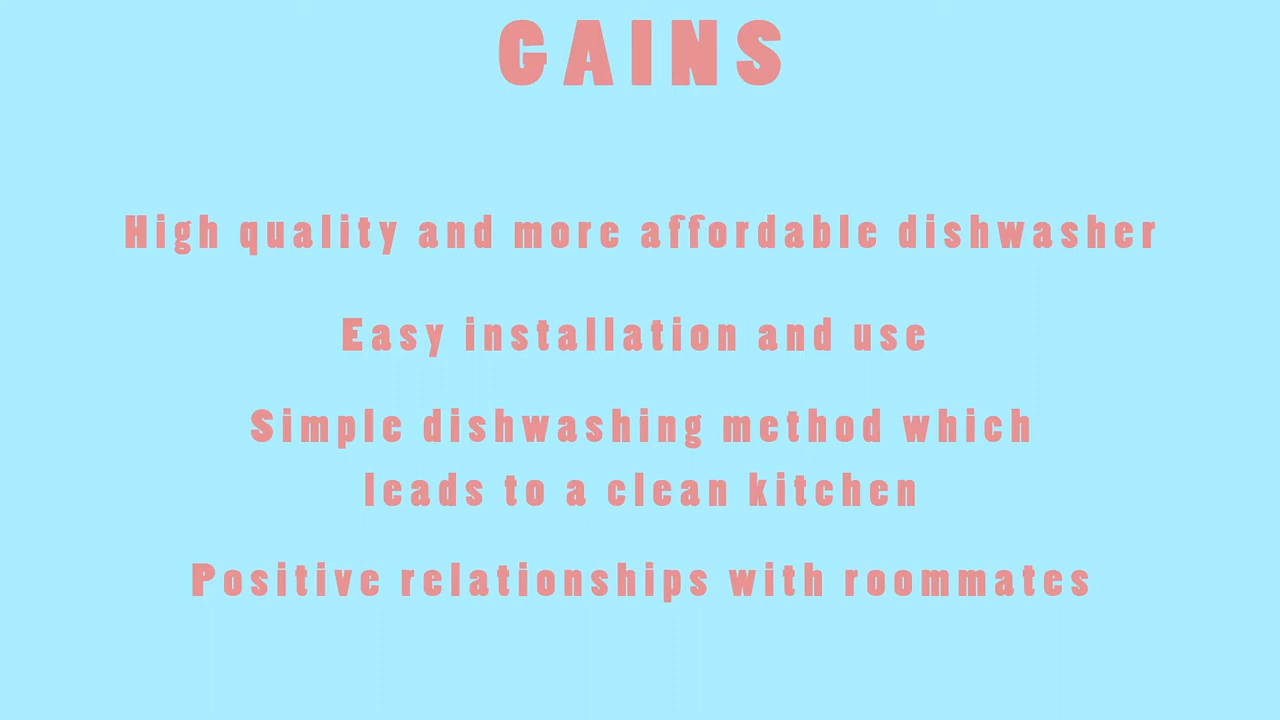 GAINS
High quality and more affordable dishwasher
Easy installation and use
Simple dishwashing method which
leads to a clean kitchen
Positive relationships with roommates